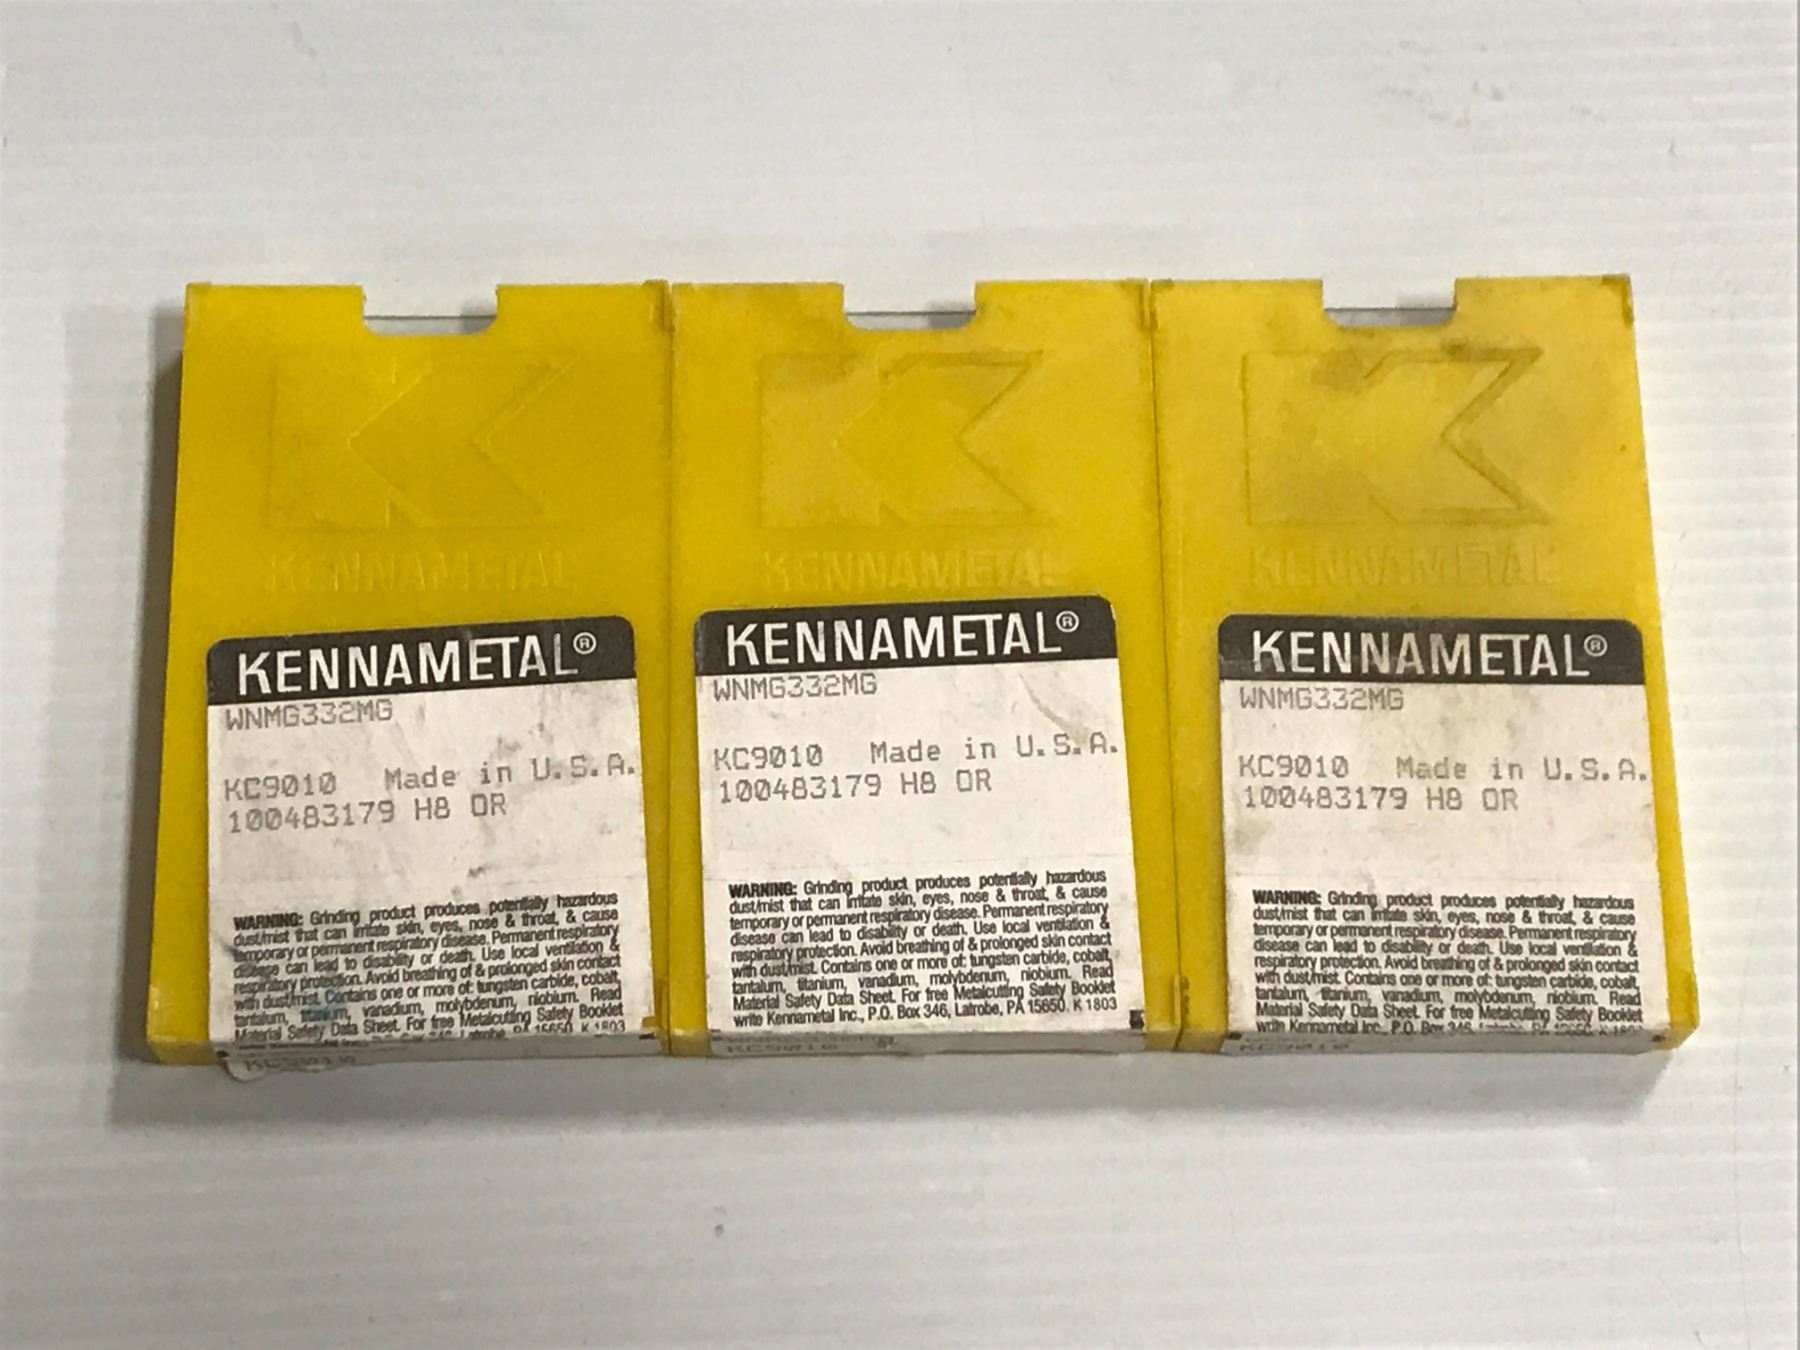 KENNAMETAL
KENNAMETAL®
WNMG332MG
KC9010 Made in U.S.A.
100483179 H8 OR
WARNING: Grinding product produces potentially hazardous
dust/mist that can irritate skin, eyes, nose & throat, & cause
temporary or permanent respiratory disease. Permanent respiratory
disease can lead to disability or death. Use local ventilation &
respiratory protection. Avoid breathing of & prolonged skin contact
with dust/mist. Contains one or more of: tungsten carbide, cobalt,
tantalum, titanium, vanadium, molybdenum, niobium. Read
Material Safety Data Sheet. For free Metalcutting Safety Booklet
K 1803
KC9010
KENNAMETAL
KENNAMETAL®
WNMG332MG
KC9010 Made in U.S.A.
100483179 H8 OR
WARNING: Grinding product produces potentially hazardous
dust/mist that can irritate skin, eyes, nose & throat, & cause
temporary or permanent respiratory disease. Permanent respiratory
disease can lead to disability or death. Use local ventilation &
respiratory protection. Avoid breathing of & prolonged skin contact
with dust/mist. Contains one or more of: tungsten carbide, cobalt,
tantalum, titanium, vanadium, molybdenum, niobium. Read
Material Safety Data Sheet. For free Metalcutting Safety Booklet
write Kennametal Inc., P.O. Box 346, Latrobe, PA 15650. K 1803
KC9010
KENNAMETAL
KENNAMETAL®
WNMG332MG
KC9010 Made in U.S.A.
100483179 H8 OR
WARNING: Grinding product produces potentially hazardous
dust/mist that can irritate skin, eyes, nose & throat, & cause
temporary or permanent respiratory disease. Permanent respiratory
disease can lead to disability or death. Use local ventilation &
respiratory protection. Avoid breathing of & prolonged skin contact
with dust/mist. Contains one or more of: tungsten carbide, cobalt,
tantalum, titanium, vanadium, molybdenum, niobium. Read
Material Safety Data Sheet. For free Metalcutting Safety Booklet
write Kennametal Inc., P.O. Box 346,
KC9010